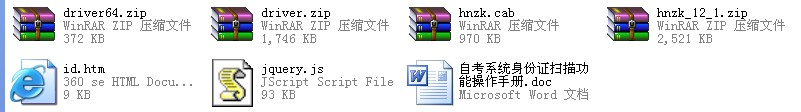 driver64.zip
WinRAR ZIP 压缩文件
372 KB
driver.zip
WinRAR ZIP 压缩文件
1,746 KB
hnzk.cab
WinRAR 压缩文件
970 KB
hnzk_12_1.zip
WinRAR ZIP 压缩文件
2,521 KB
id.htm
360 se HTML Docu...
9 KB
jquery.js
JScript Script File
93 KB
自考系统身份证扫描功
能操作手册.doc
Microsoft Word 文档